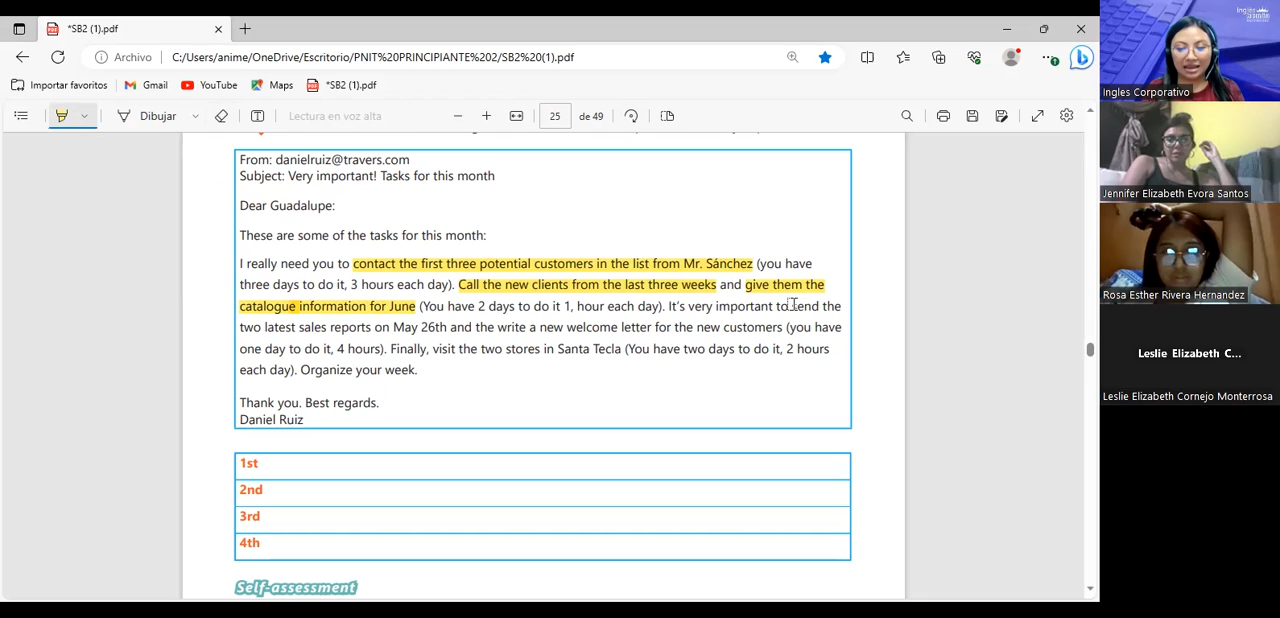 *SB2 (1).pdf
Archivo
C:/Users/anime/OneDrive/Escritorio/PNIT%20PRINCIPIANTE%202/SB2%20(1).pdf
Importar favoritos
Gmail
YouTube
Maps
*SB2 (1).pdf
Dibujar
Lectura en voz alta
25
de 49
From: danielruiz@travers.com
Subject: Very important! Tasks for this month
Dear Guadalupe:
These are some of the tasks for this month:
I really need you to contact the first three potential customers in the list from Mr. Sánchez (you have
three days to do it, 3 hours each day). Call the new clients from the last three weeks and give them the
catalogue information for June (You have 2 days to do it 1, hour each day). It's very important to send the
two latest sales reports on May 26th and the write a new welcome letter for the new customers (you have
one day to do it, 4 hours). Finally, visit the two stores in Santa Tecla (You have two days to do it, 2 hours
each day). Organize your week.
Thank you. Best regards.
Daniel Ruiz
1st
2nd
3rd
4th
Self-assessment
Ingles Corporativo
Jennifer Elizabeth Evora Santos
Rosa Esther Rivera Hernandez
Leslie Elizabeth C...
Leslie Elizabeth Cornejo Monterrosa